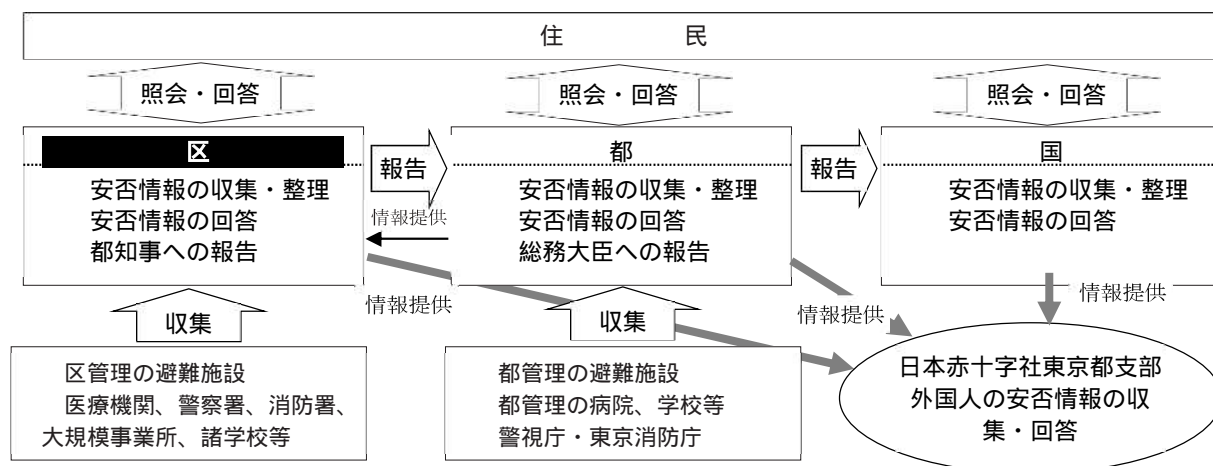 住　　　　民
照会・回答
照会・回答
照会・回答
区
安否情報の収集・整理
安否情報の回答
都知事への報告
報告
情報提供
都
安否情報の収集・整理
安否情報の回答
総務大臣への報告
報告
国
安否情報の収集・整理
安否情報の回答
情報提供
情報提供
情報提供
収集
収集
区管理の避難施設
医療機関、警察署、消防署、
大規模事業所、諸学校等
都管理の避難施設
都管理の病院、学校等
警視庁・東京消防庁
日本赤十字社東京都支部
外国人の安否情報の収
集・回答